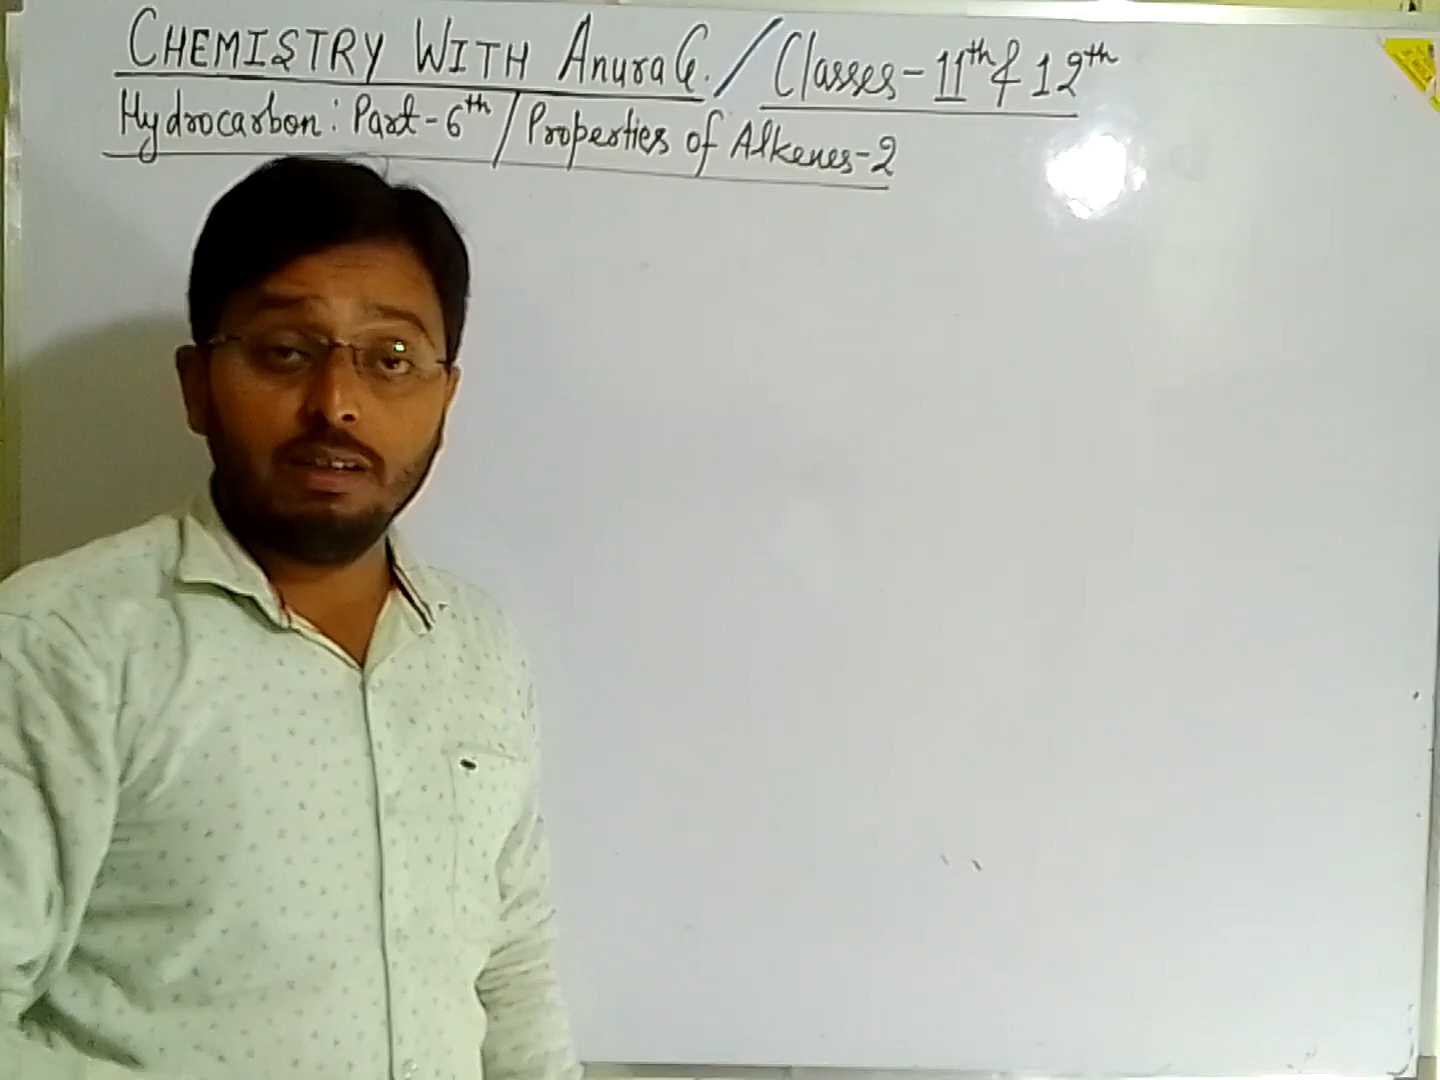 CHEMISTRY WITH AnuraG. / Classes - 11th & 12th
Hydrocarbon: Part-6th / Properties of Alkenes-2